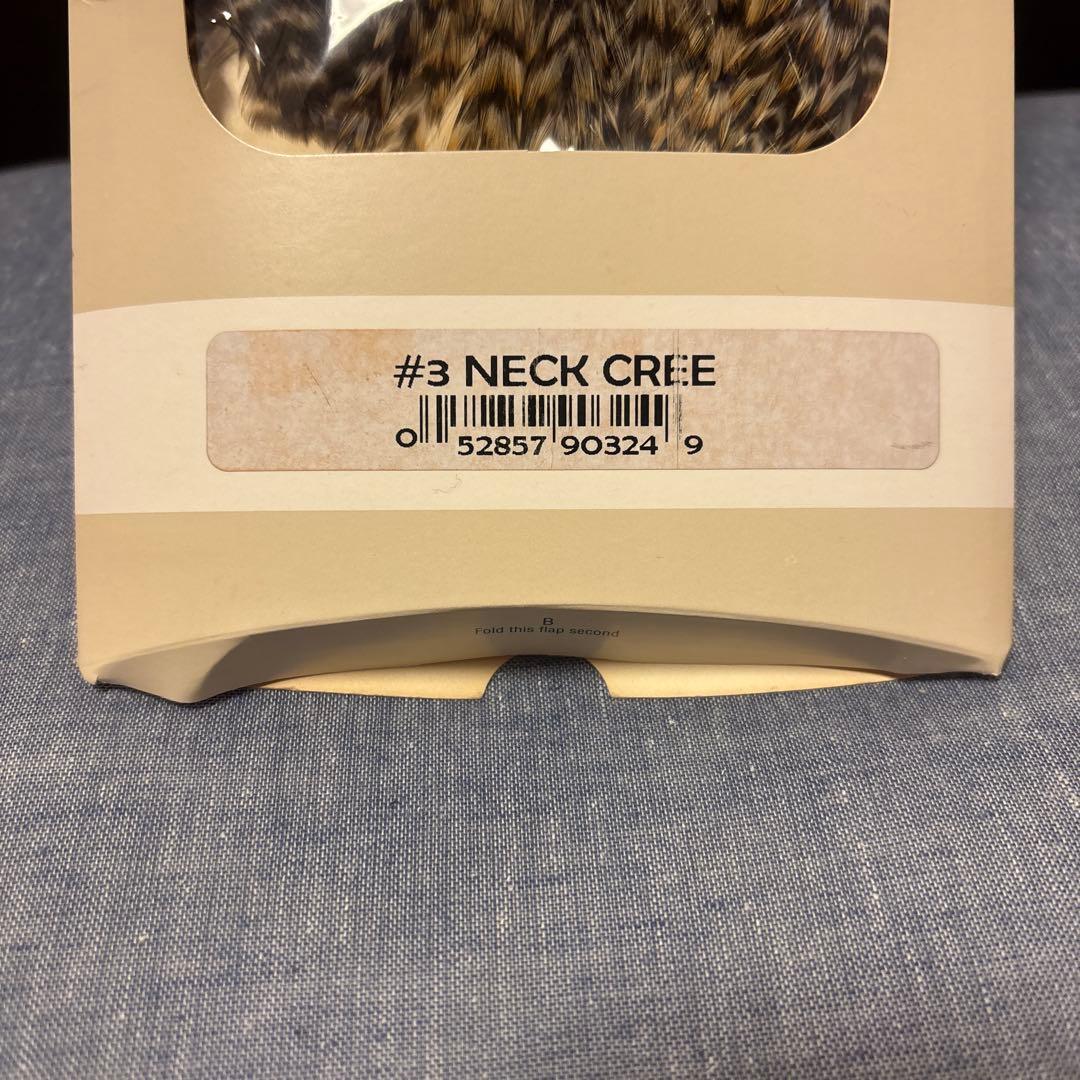 #3 NECK CREE
0 52857 90324 9
B
Fold this flap second